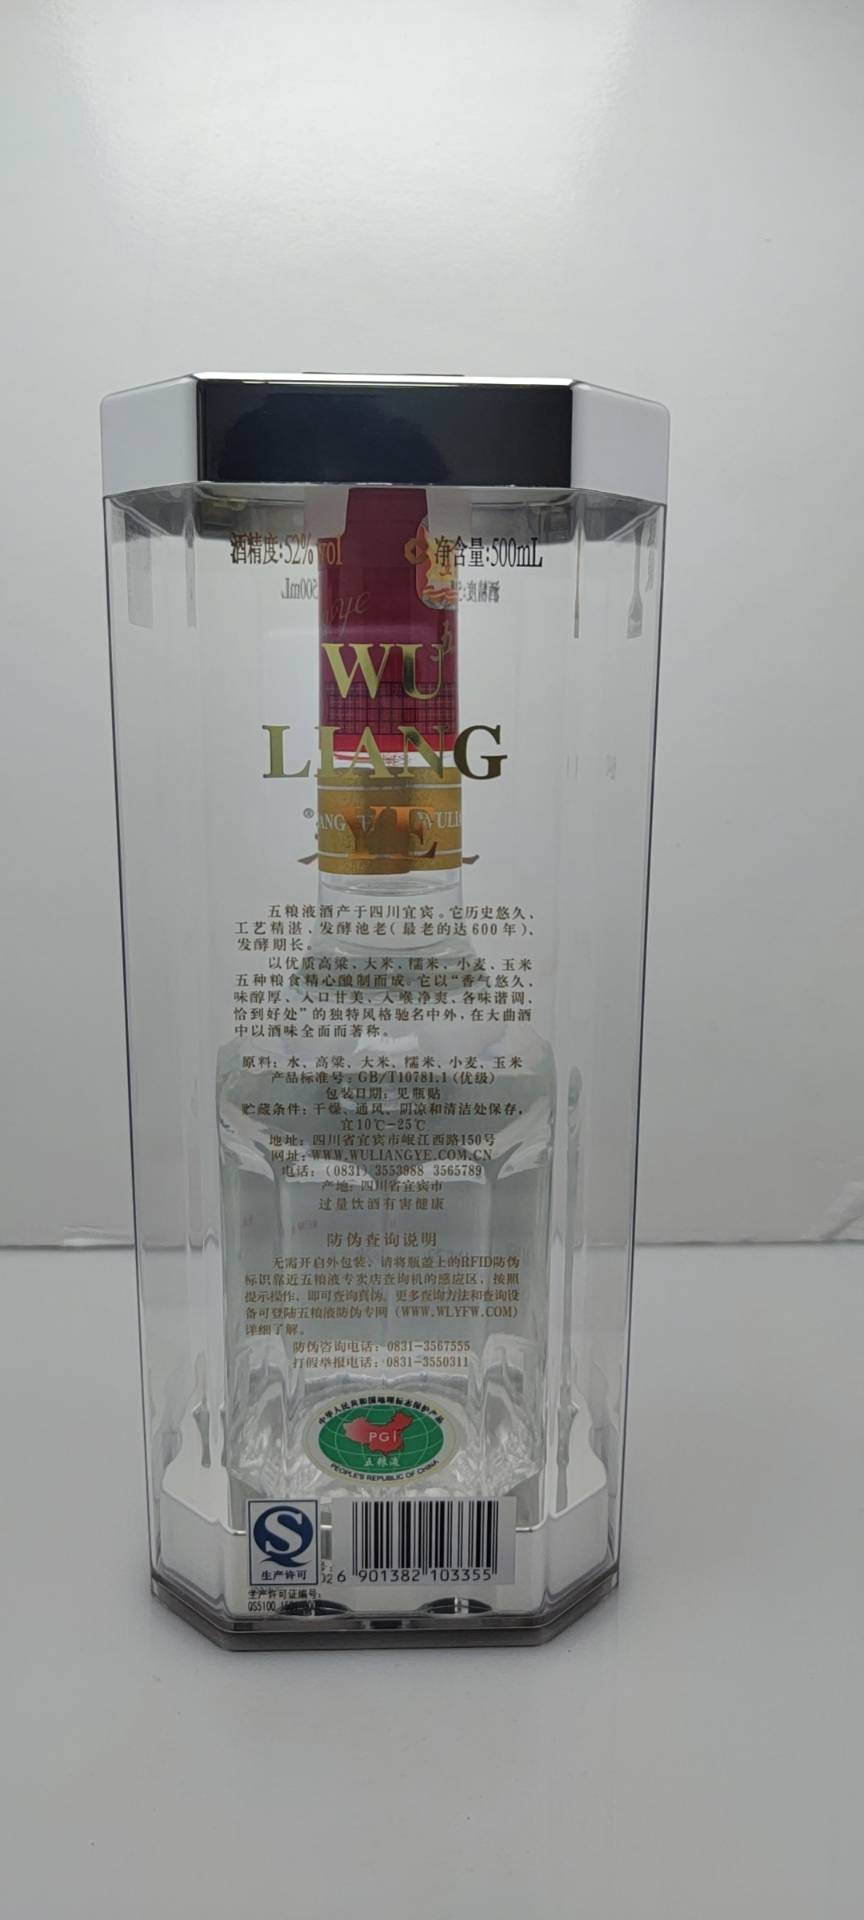 酒精度:52%vol 净含量:500mL
WU
LIANG
YE
五粮液酒产于四川宜宾。它历史悠久、
工艺精湛、发酵池老(最老的达600年)、
发酵期长。
以优质高粱、大米、糯米、小麦、玉米
五种粮食精心酿制而成。它以“香气悠久、
味醇厚、入口甘美、入喉净爽、各味谐调、
恰到好处”的独特风格驰名中外,在大曲酒
中以酒味全面而著称。
原料:水、高粱、大米、糯米、小麦、玉米
产品标准号:GB/T10781.1(优级)
包装日期:见瓶贴
贮藏条件:干燥、通风、阴凉和清洁处保存,
宜10℃-25℃
地址:四川省宜宾市岷江西路150号
网址:WWW.WULIANGYE.COM.CN
电话:(0831)3553988 3565789
产地:四川省宜宾市
过量饮酒有害健康
防伪查询说明
无需开启外包装,请将瓶盖上的RFID防伪
标识靠近五粮液专卖店查询机的感应区,按照
提示操作,即可查询真伪。更多查询方法和查询设
备可登陆五粮液防伪专网(WWW.WLYFW.COM)
详细了解。
防伪咨询电话:0831-3567555
打假举报电话:0831-3550311
中华人民共和国地理标志保护产品
PGI
五粮液
PEOPLE'S REPUBLIC OF CHINA
S
生产许可
6 901382 103355
生产许可证编号:
QS5100